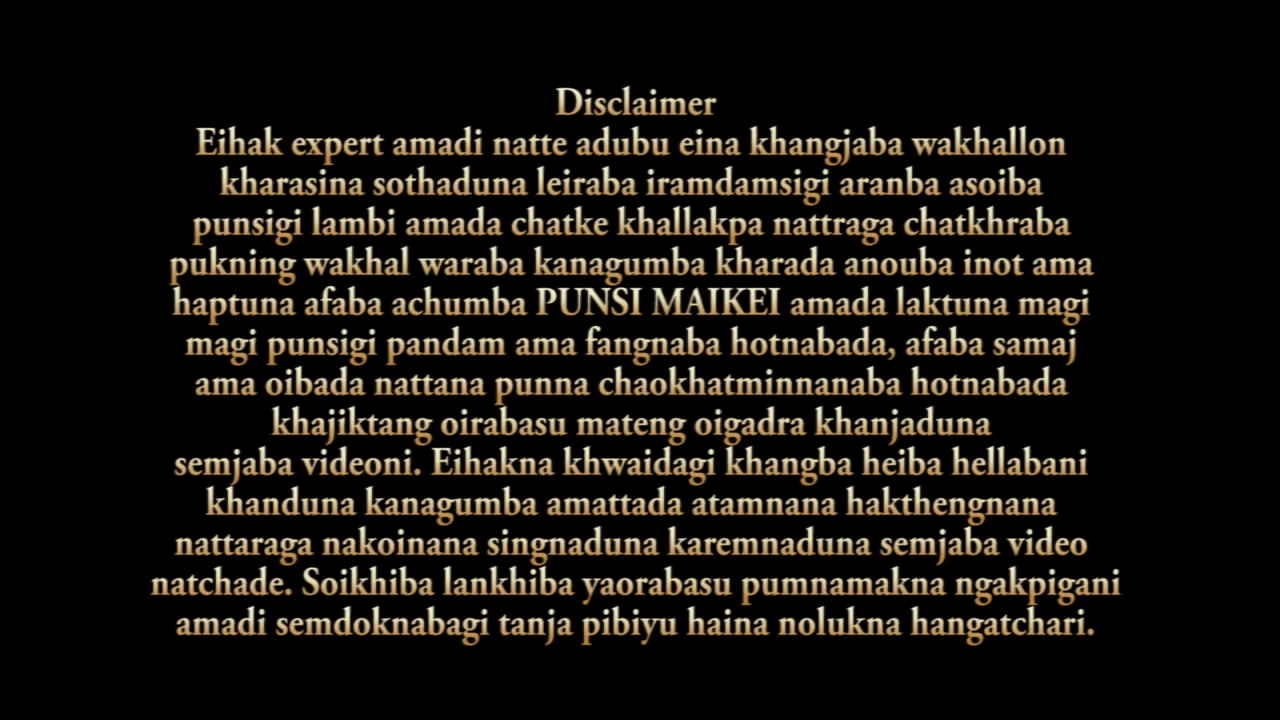 Disclaimer
Eihak expert amadi natte adubu eina khangjaba wakhallon
kharasina sothaduna leiraba iramdamsigi aranba asoiba
punsigi lambi amada chatke khallakpa nattraga chatkhraba
pukning wakhal waraba kanagumba kharada anouba inot ama
haptuna afaba achumba PUNSI MAIKEI amada laktuna magi
magi punsigi pandam ama fangnaba hotnabada, afaba samaj
ama oibada nattana punna chaokhatminnanaba hotnabada
khajiktang oirabasu mateng oigadra khanjaduna
semjaba videoni. Eihakna khwaidagi khangba heiba hellabani
khanduna kanagumba amattada atamnana hakthengnana
nattaraga nakoinana singnaduna karemnaduna semjaba video
natchade. Soikhiba lankhiba yaorabasu pumnamakna ngakpigani
amadi semdoknabagi tanja pibiyu haina nolukna hangatchari.